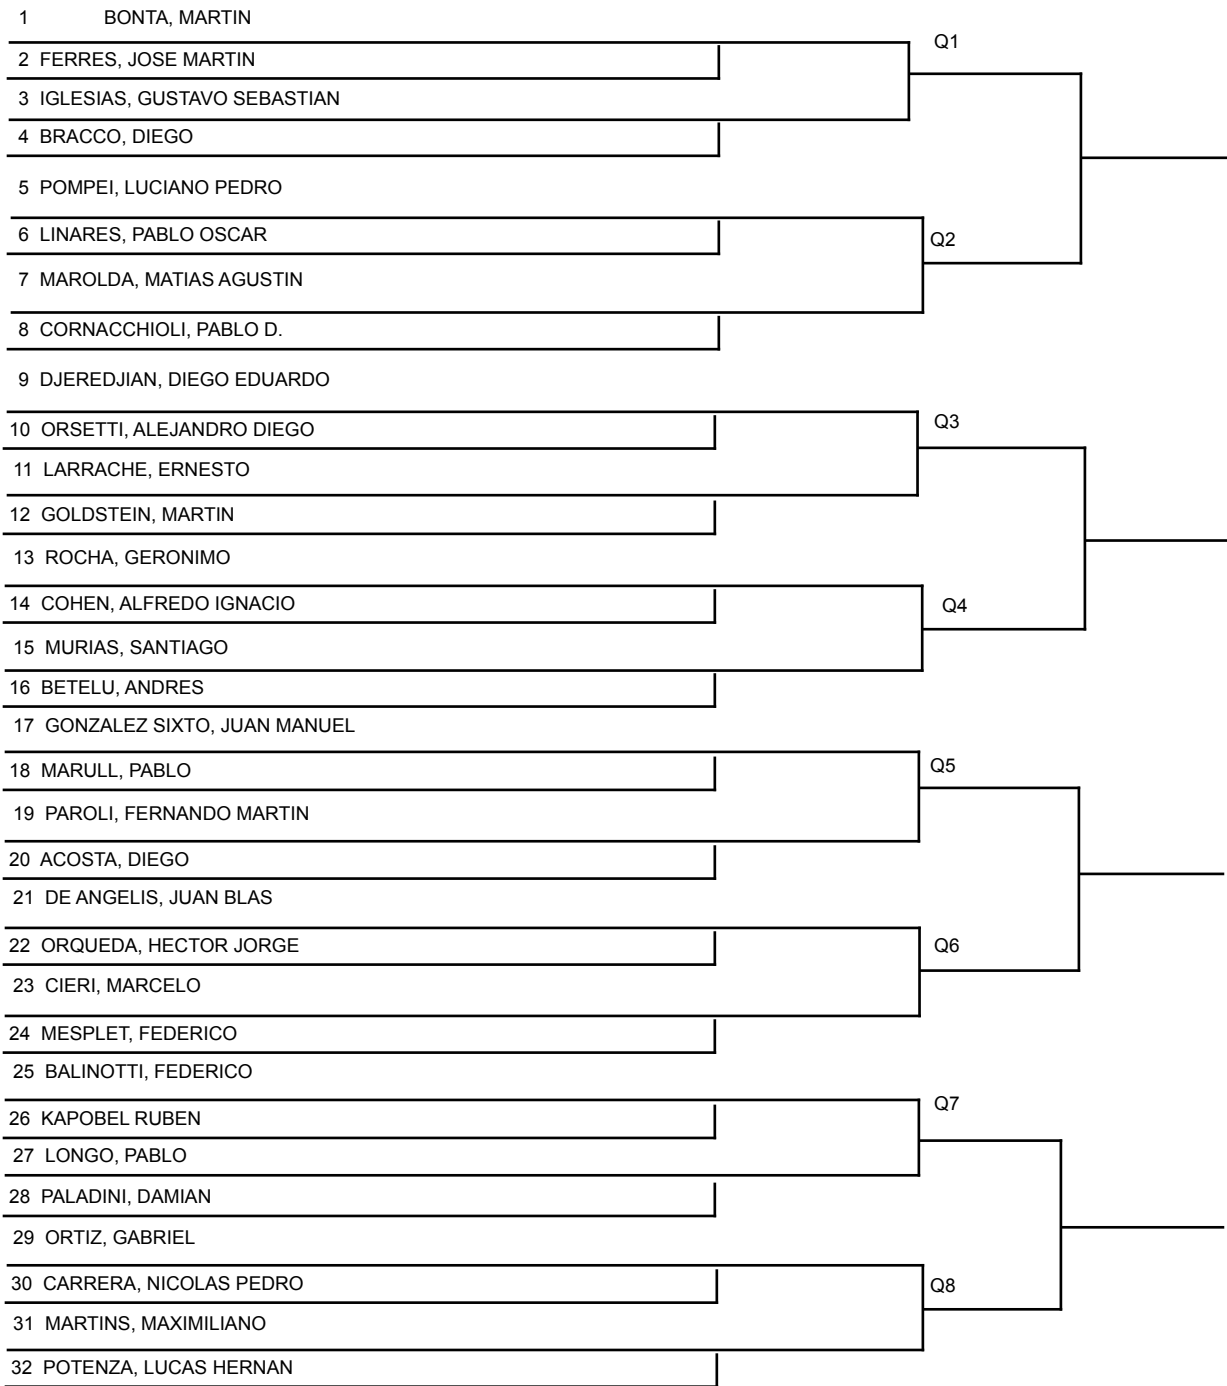 1 BONTA, MARTIN
Q1
2 FERRES, JOSE MARTIN
3 IGLESIAS, GUSTAVO SEBASTIAN
4 BRACCO, DIEGO
5 POMPEI, LUCIANO PEDRO
6 LINARES, PABLO OSCAR
Q2
7 MAROLDA, MATIAS AGUSTIN
8 CORNACCHIOLI, PABLO D.
9 DJEREDJIAN, DIEGO EDUARDO
Q3
10 ORSETTI, ALEJANDRO DIEGO
11 LARRACHE, ERNESTO
12 GOLDSTEIN, MARTIN
13 ROCHA, GERONIMO
14 COHEN, ALFREDO IGNACIO
Q4
15 MURIAS, SANTIAGO
16 BETELU, ANDRES
17 GONZALEZ SIXTO, JUAN MANUEL
Q5
18 MARULL, PABLO
19 PAROLI, FERNANDO MARTIN
20 ACOSTA, DIEGO
21 DE ANGELIS, JUAN BLAS
22 ORQUEDA, HECTOR JORGE
Q6
23 CIERI, MARCELO
24 MESPLET, FEDERICO
25 BALINOTTI, FEDERICO
Q7
26 KAPOBEL RUBEN
27 LONGO, PABLO
28 PALADINI, DAMIAN
29 ORTIZ, GABRIEL
30 CARRERA, NICOLAS PEDRO
Q8
31 MARTINS, MAXIMILIANO
32 POTENZA, LUCAS HERNAN